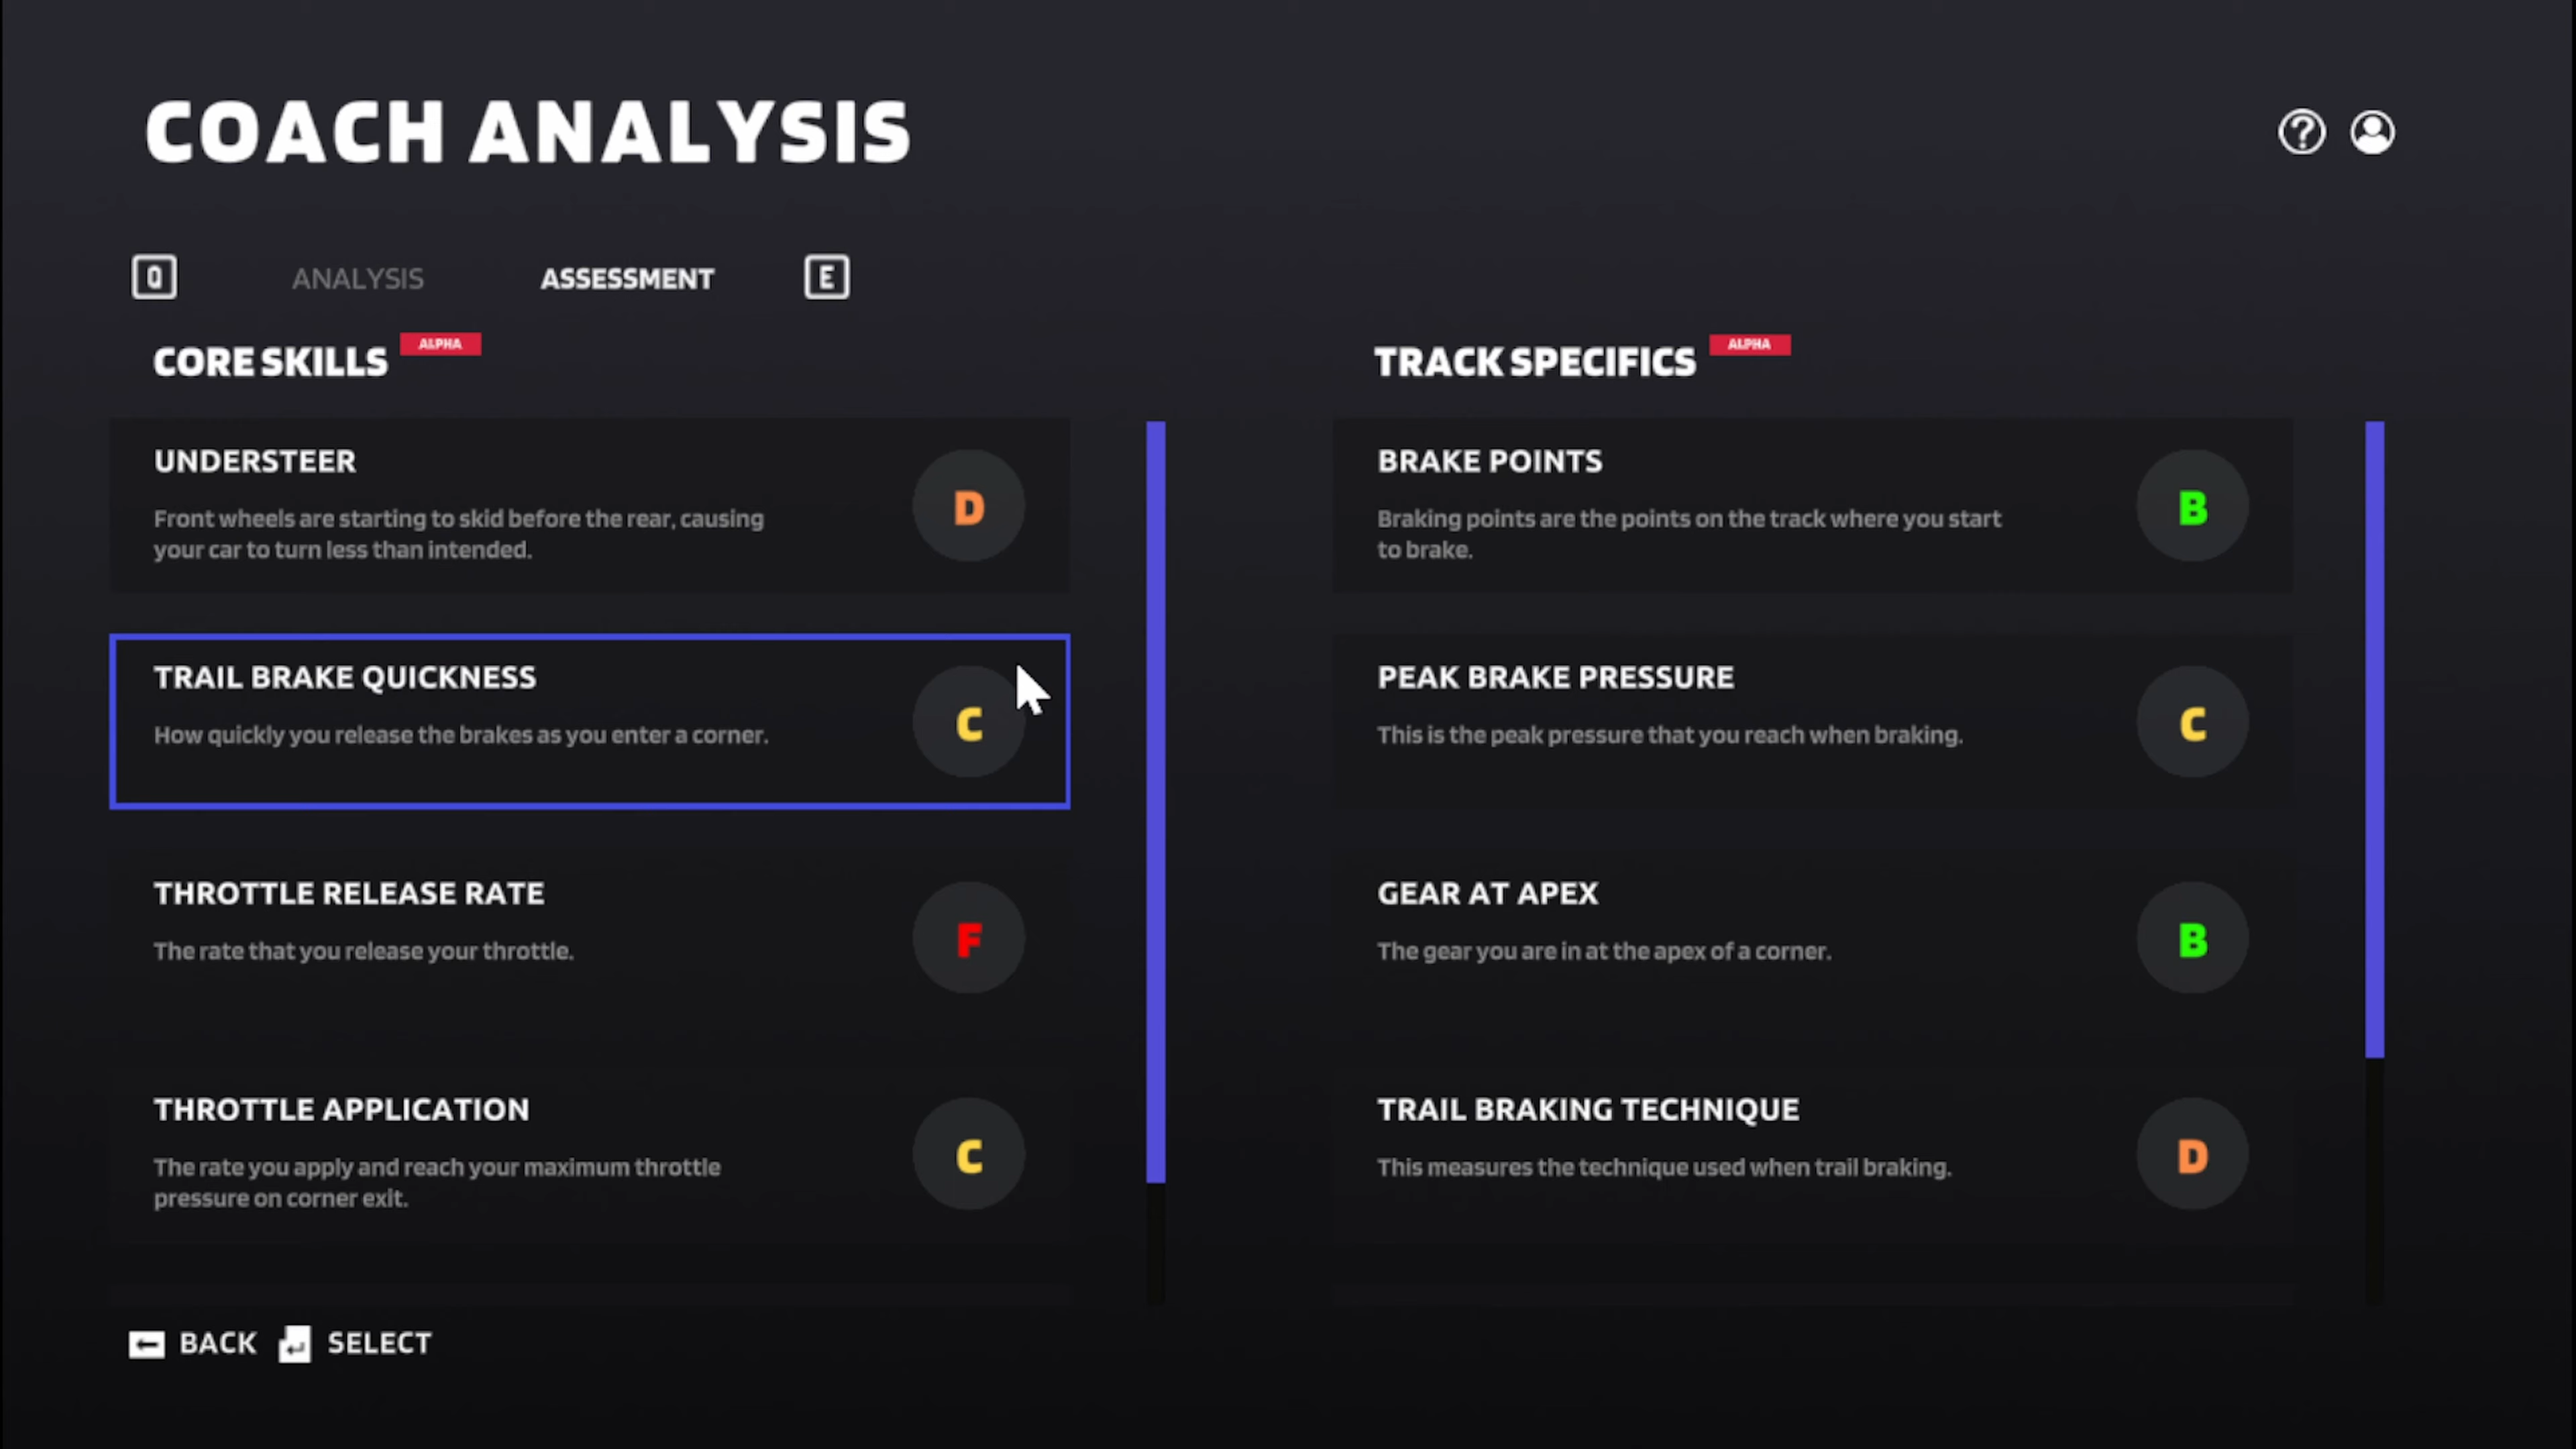 COACH ANALYSIS
Q ANALYSIS ASSESSMENT E
CORE SKILLS ALPHA
UNDERSTEER
Front wheels are starting to skid before the rear, causing
your car to turn less than intended.
D
TRAIL BRAKE QUICKNESS
How quickly you release the brakes as you enter a corner.
C
THROTTLE RELEASE RATE
The rate that you release your throttle.
F
THROTTLE APPLICATION
The rate you apply and reach your maximum throttle
pressure on corner exit.
C
TRACK SPECIFICS ALPHA
BRAKE POINTS
Braking points are the points on the track where you start
to brake.
B
PEAK BRAKE PRESSURE
This is the peak pressure that you reach when braking.
C
GEAR AT APEX
The gear you are in at the apex of a corner.
B
TRAIL BRAKING TECHNIQUE
This measures the technique used when trail braking.
D
BACK SELECT